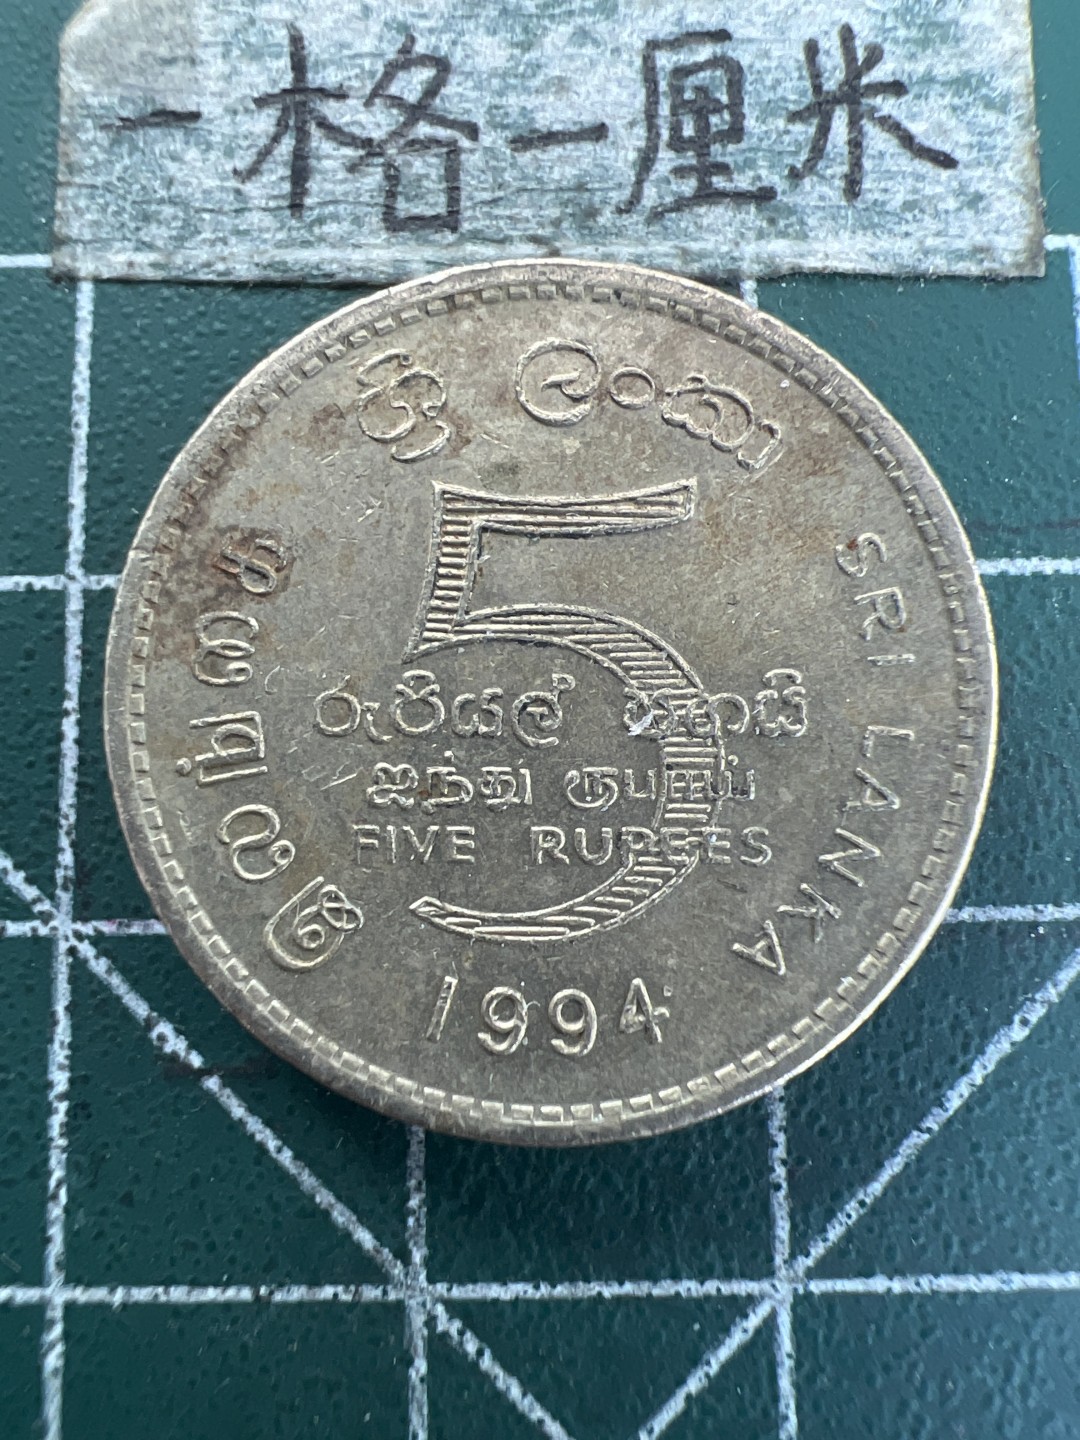 一格一厘米
ශ්‍රී ලංකා
இலங்கை
SRI LANKA
5
රුපියල් පහයි
ஐந்து ரூபாய்
FIVE RUPEES
1994